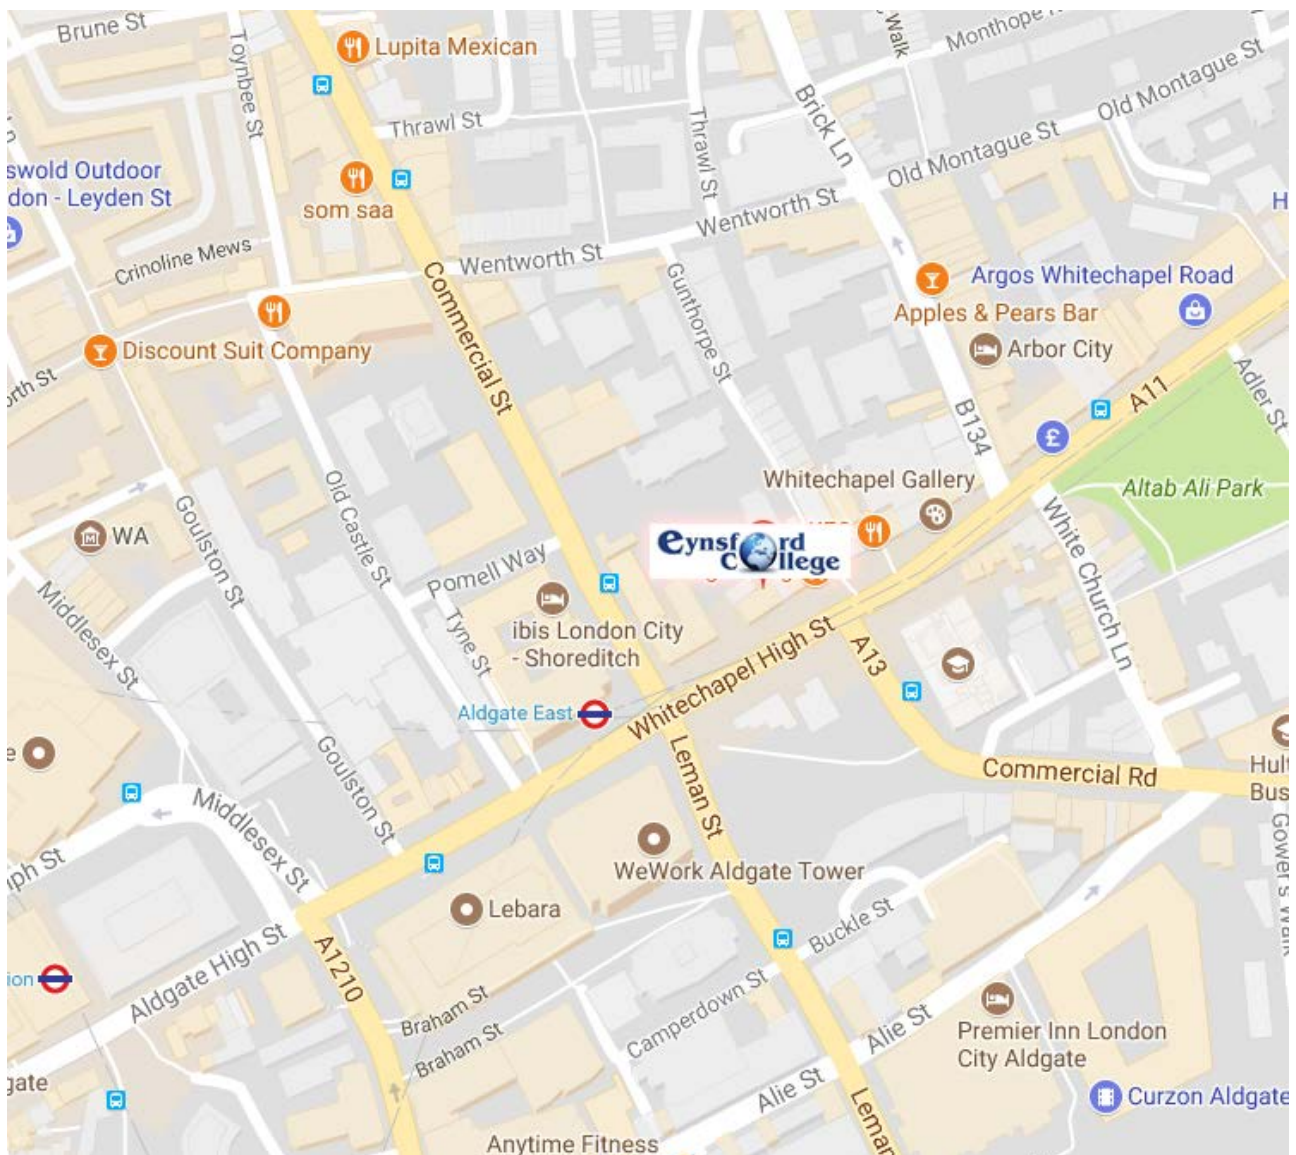 Brune St
Toynbee St
Lupita Mexican
Walk
Monthope
Brick Ln
Old Montague St
Thrawl St
Thrawl St
Old Montague St
swold Outdoor
don - Leyden St
som saa
Wentworth St
Crinoline Mews
Wentworth St
Commercial St
Gunthorpe St
Argos Whitechapel Road
Apples & Pears Bar
Discount Suit Company
Arbor City
orth St
A11
Adler St
B134
Whitechapel Gallery
Altab Ali Park
Goulston St
Old Castle St
WA
eynsford
College
White Church Ln
Pomell Way
Middlesex St
Tyne St
ibis London City
- Shoreditch
Whitechapel High St
A13
Aldgate East
Goulston St
Leman St
Commercial Rd
Hult
Bus
Middlesex St
Gower's Walk
ph St
WeWork Aldgate Tower
Lebara
Buckle St
Aldgate High St
A1210
ion
Braham St
Camperdown St
Alie St
Premier Inn London
City Aldgate
Braham St
gate
Alie St
Leman
Curzon Aldgate
Anytime Fitness